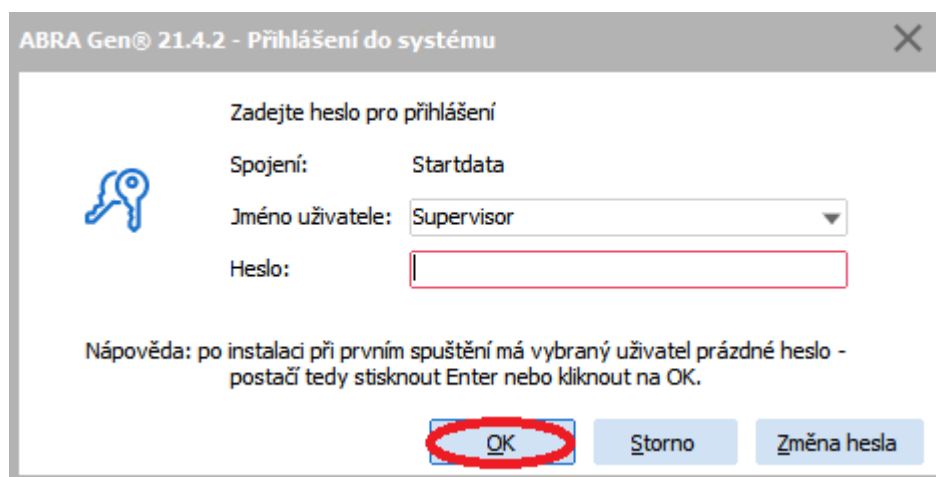 ABRA Gen® 21.4.2 - Přihlášení do systému
Zadejte heslo pro přihlášení
Spojení: Startdata
Jméno uživatele: Supervisor
Heslo:
Nápověda: po instalaci při prvním spuštění má vybraný uživatel prázdné heslo -
postačí tedy stisknout Enter nebo kliknout na OK.
OK Storno Změna hesla